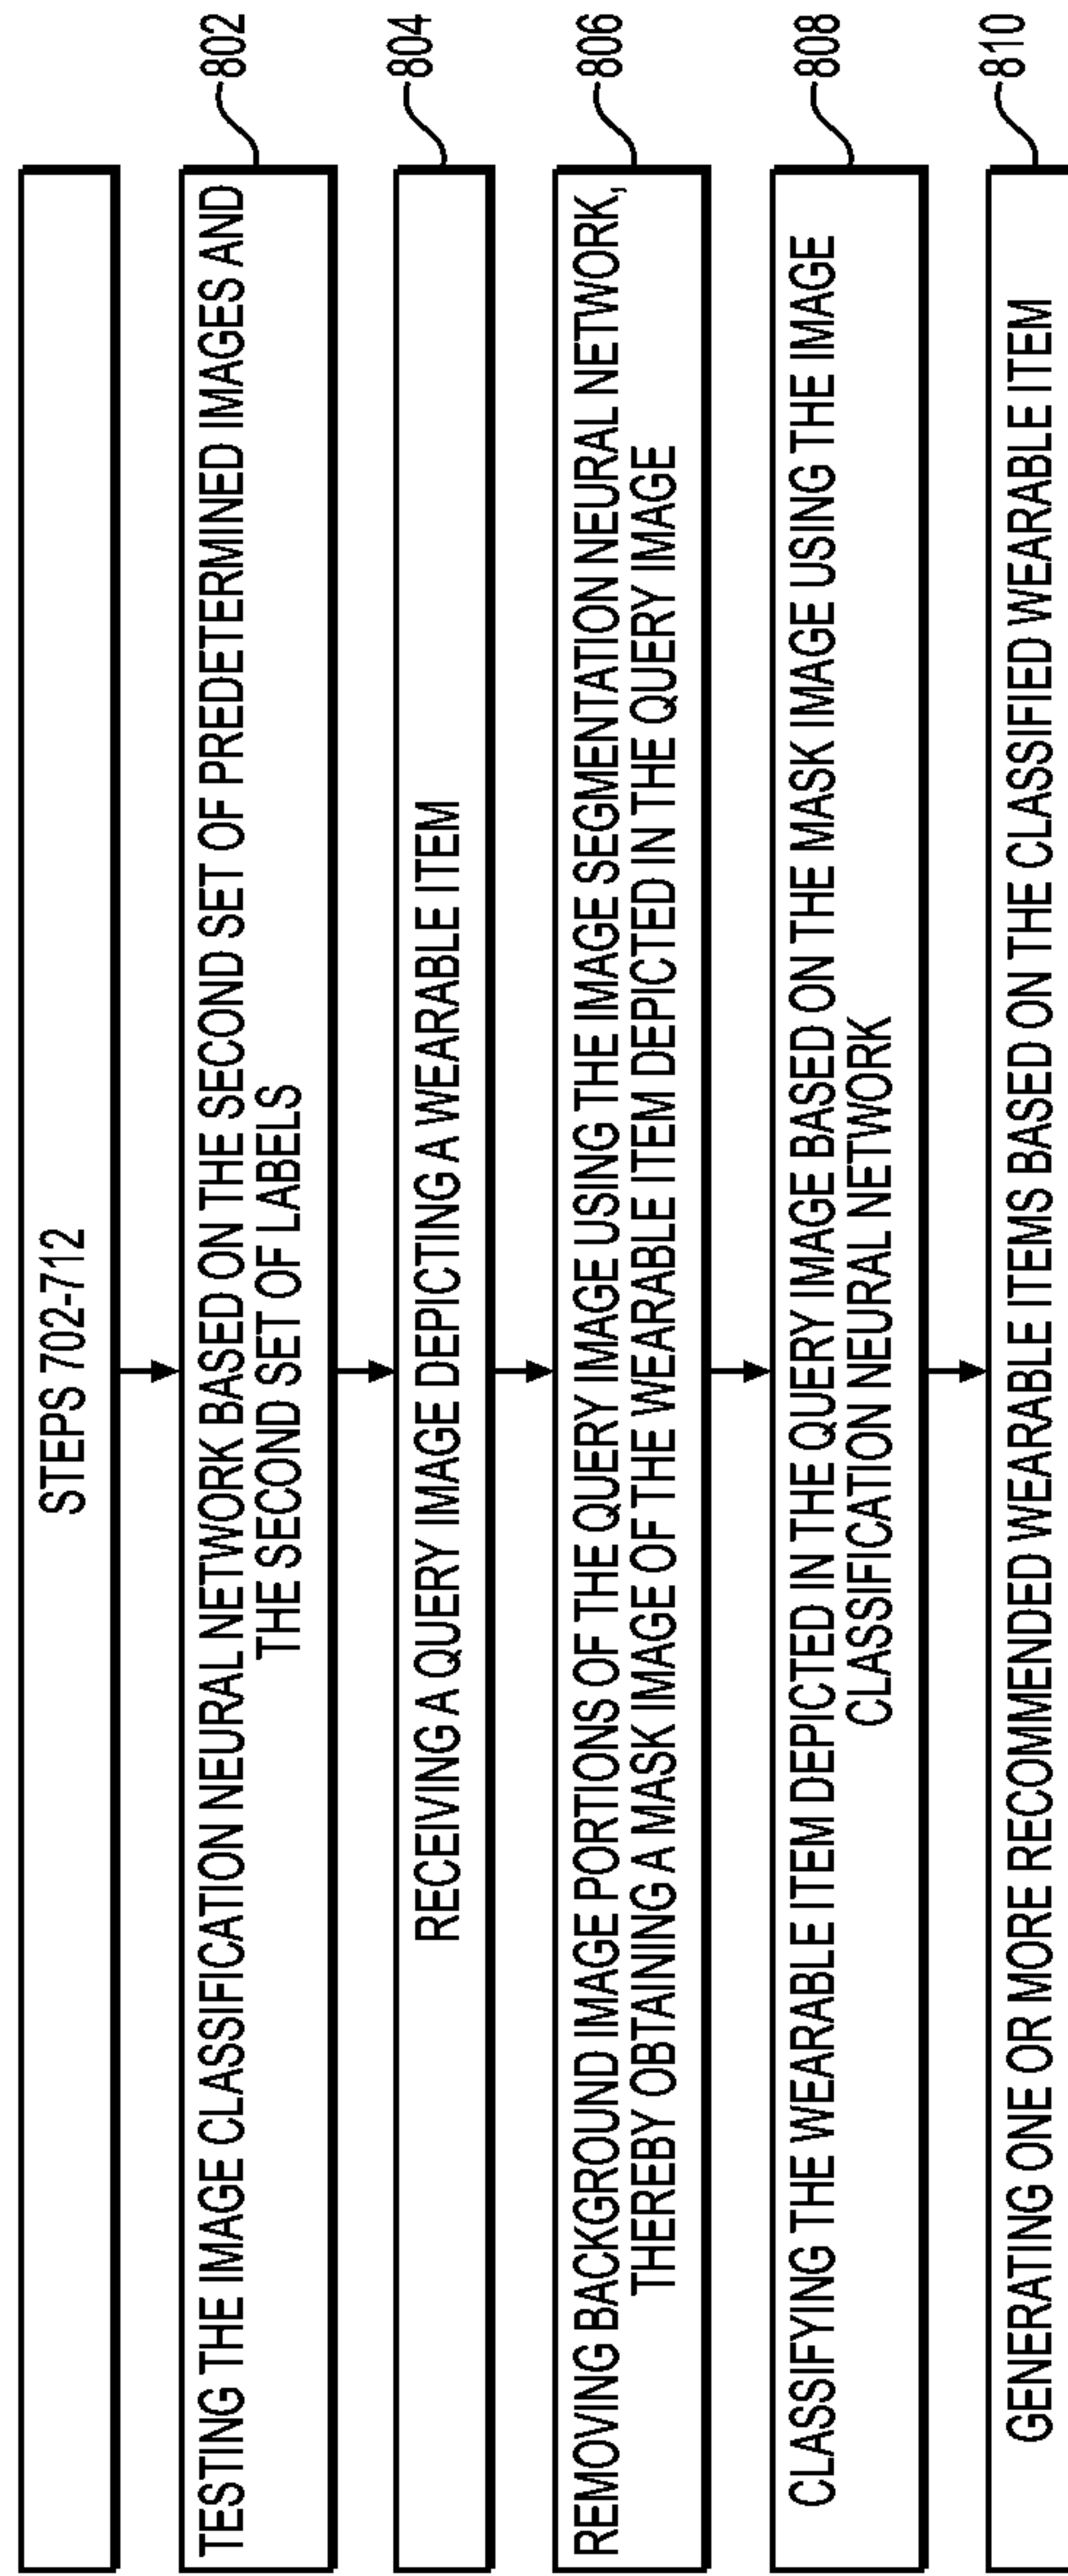 STEPS 702-712
TESTING THE IMAGE CLASSIFICATION NEURAL NETWORK BASED ON THE SECOND SET OF PREDETERMINED IMAGES AND
THE SECOND SET OF LABELS
802
RECEIVING A QUERY IMAGE DEPICTING A WEARABLE ITEM
804
REMOVING BACKGROUND IMAGE PORTIONS OF THE QUERY IMAGE USING THE IMAGE SEGMENTATION NEURAL NETWORK,
THEREBY OBTAINING A MASK IMAGE OF THE WEARABLE ITEM DEPICTED IN THE QUERY IMAGE
806
CLASSIFYING THE WEARABLE ITEM DEPICTED IN THE QUERY IMAGE BASED ON THE MASK IMAGE USING THE IMAGE
CLASSIFICATION NEURAL NETWORK
808
GENERATING ONE OR MORE RECOMMENDED WEARABLE ITEMS BASED ON THE CLASSIFIED WEARABLE ITEM
810